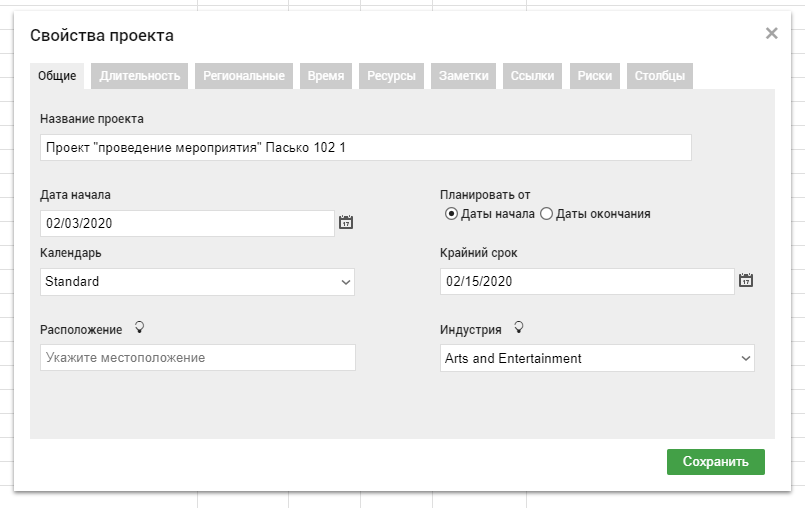 Свойства проекта
Общие Длительность Региональные Время Ресурсы Заметки Ссылки Риски Столбцы
Название проекта
Проект "проведение мероприятия" Пасько 102 1
Дата начала Планировать от
Даты начала Даты окончания
02/03/2020 17
Календарь Крайний срок
Standard 02/15/2020 17
Расположение Индустрия
Укажите местоположение Arts and Entertainment
Сохранить